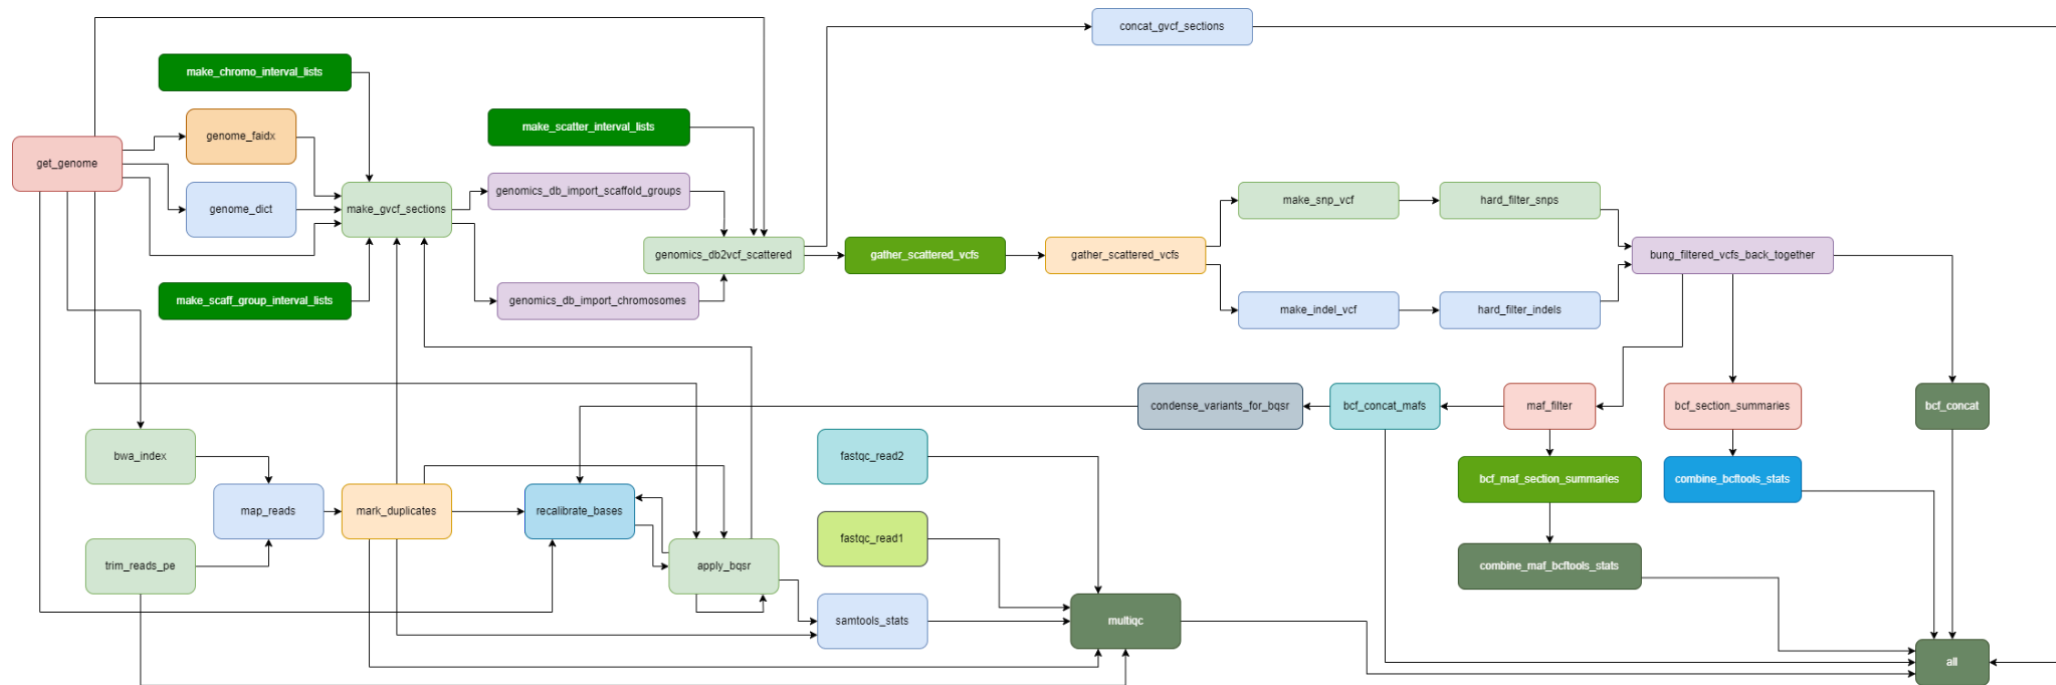 concat_gvcf_sections
make_chromo_interval_lists
genome_faidx
make_scatter_interval_lists
get_genome
genomics_db_import_scaffold_groups
genome_dict
make_gvcf_sections
make_snp_vcf
hard_filter_snps
genomics_db2vcf_scattered
gather_scattered_vcfs
gather_scattered_vcfs
bung_filtered_vcfs_back_together
make_scaff_group_interval_lists
genomics_db_import_chromosomes
make_indel_vcf
hard_filter_indels
condense_variants_for_bqsr
bcf_concat_mafs
maf_filter
bcf_section_summaries
bcf_concat
bwa_index
fastqc_read2
bcf_maf_section_summaries
combine_bcftools_stats
map_reads
mark_duplicates
recalibrate_bases
fastqc_read1
trim_reads_pe
apply_bqsr
combine_maf_bcftools_stats
samtools_stats
multiqc
all